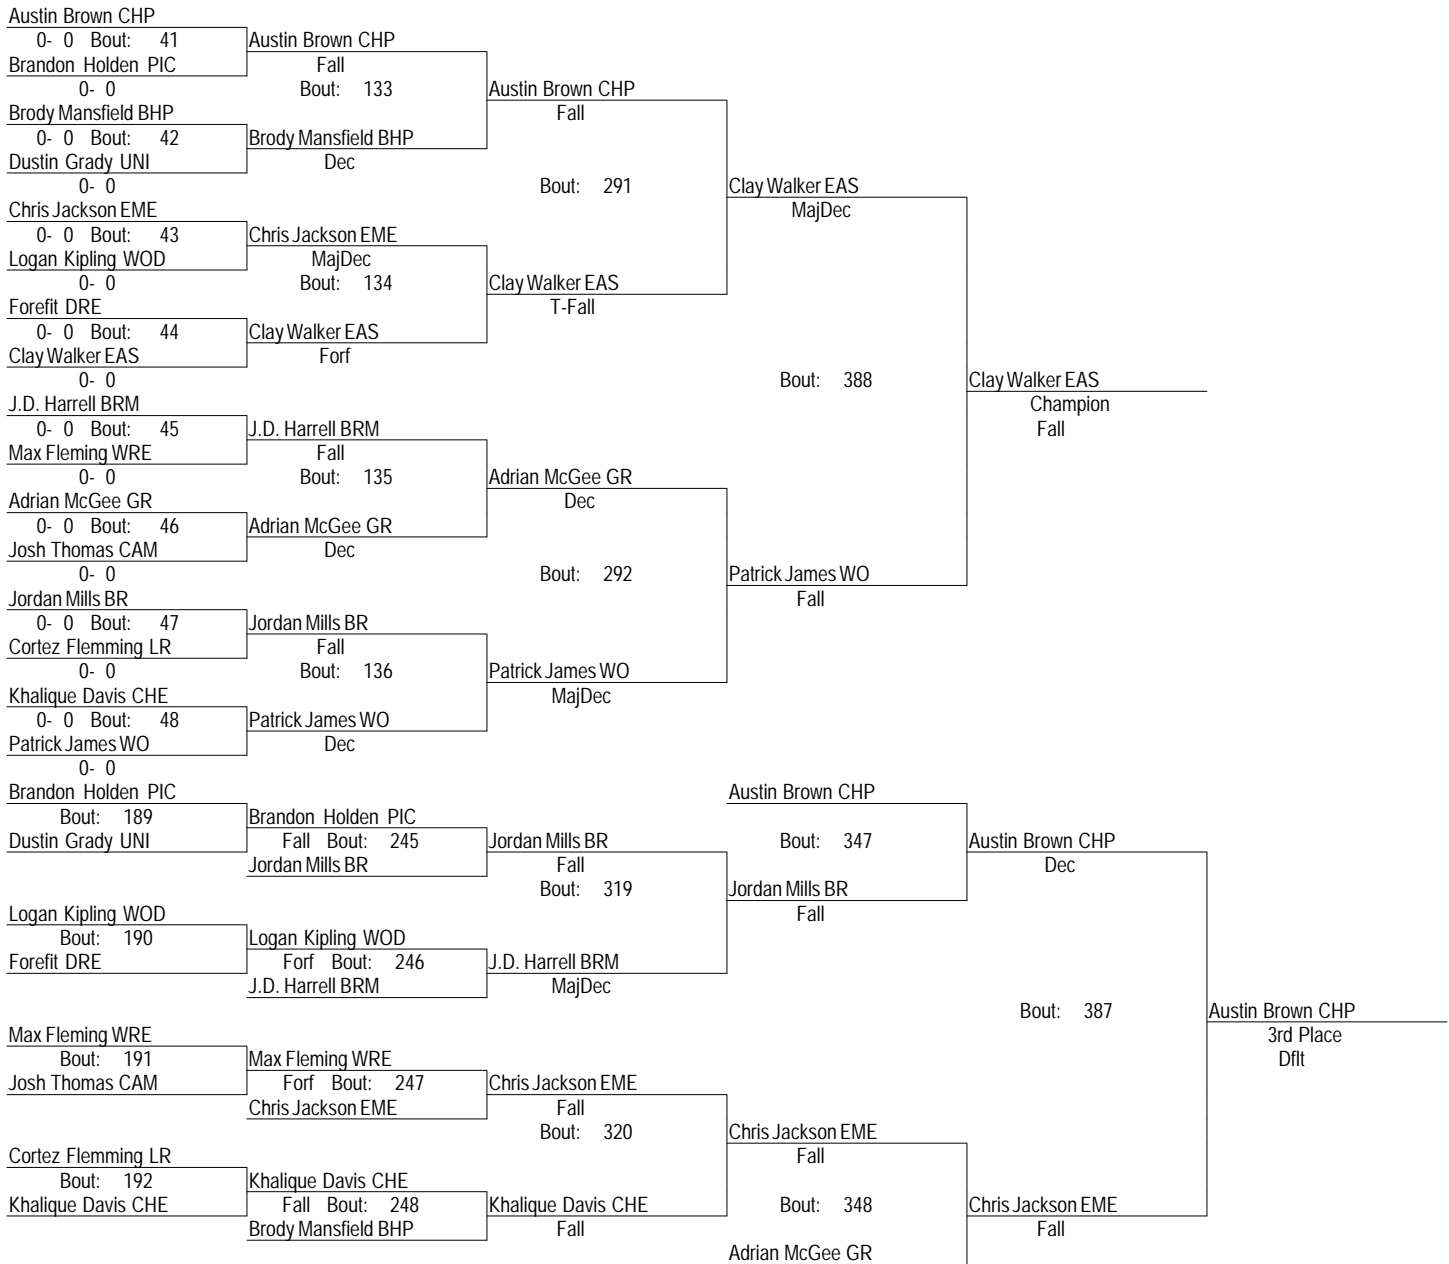 Austin Brown CHP
0- 0 Bout: 41 Austin Brown CHP
Brandon Holden PIC Fall
0- 0 Bout: 133 Austin Brown CHP
Brody Mansfield BHP Fall
0- 0 Bout: 42 Brody Mansfield BHP
Dustin Grady UNI Dec
0- 0 Bout: 291 Clay Walker EAS
Chris Jackson EME MajDec
0- 0 Bout: 43 Chris Jackson EME
Logan Kipling WOD MajDec
0- 0 Bout: 134 Clay Walker EAS
Forefit DRE T-Fall
0- 0 Bout: 44 Clay Walker EAS
Clay Walker EAS Forf
0- 0 Bout: 388 Clay Walker EAS
J.D. Harrell BRM Champion
0- 0 Bout: 45 J.D. Harrell BRM Fall
Max Fleming WRE Fall
0- 0 Bout: 135 Adrian McGee GR
Adrian McGee GR Dec
0- 0 Bout: 46 Adrian McGee GR
Josh Thomas CAM Dec
0- 0 Bout: 292 Patrick James WO
Jordan Mills BR Fall
0- 0 Bout: 47 Jordan Mills BR
Cortez Flemming LR Fall
0- 0 Bout: 136 Patrick James WO
Khalique Davis CHE MajDec
0- 0 Bout: 48 Patrick James WO
Patrick James WO Dec
0- 0
Brandon Holden PIC Austin Brown CHP
Bout: 189 Brandon Holden PIC
Dustin Grady UNI Fall Bout: 245 Jordan Mills BR Bout: 347 Austin Brown CHP
Jordan Mills BR Fall Dec
Bout: 319 Jordan Mills BR
Logan Kipling WOD Fall
Bout: 190 Logan Kipling WOD
Forefit DRE Forf Bout: 246 J.D. Harrell BRM
J.D. Harrell BRM MajDec
Bout: 387 Austin Brown CHP
Max Fleming WRE 3rd Place
Bout: 191 Max Fleming WRE Dflt
Josh Thomas CAM Forf Bout: 247 Chris Jackson EME
Chris Jackson EME Fall
Bout: 320 Chris Jackson EME
Cortez Flemming LR Fall
Bout: 192 Khalique Davis CHE
Khalique Davis CHE Fall Bout: 248 Khalique Davis CHE Bout: 348 Chris Jackson EME
Brody Mansfield BHP Fall Fall
Adrian McGee GR